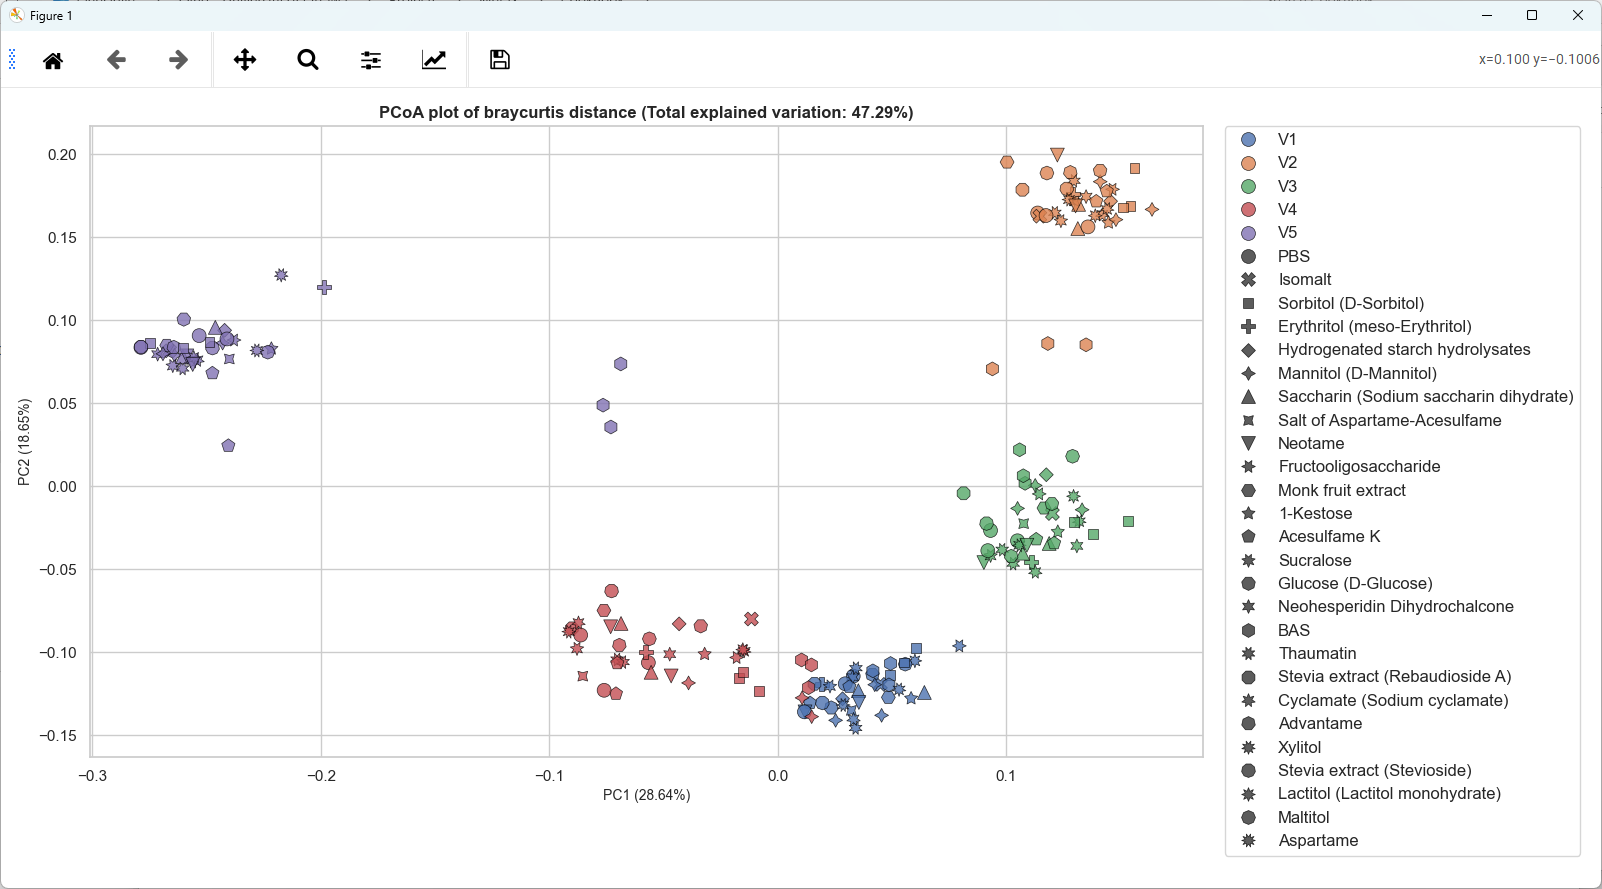 Figure 1
x=0.100 y=−0.1006
PCoA plot of braycurtis distance (Total explained variation: 47.29%)
0.20
0.15
0.10
0.05
0.00
−0.05
−0.10
−0.15
PC2 (18.65%)
−0.3
−0.2
−0.1
0.0
0.1
PC1 (28.64%)
V1
V2
V3
V4
V5
PBS
Isomalt
Sorbitol (D-Sorbitol)
Erythritol (meso-Erythritol)
Hydrogenated starch hydrolysates
Mannitol (D-Mannitol)
Saccharin (Sodium saccharin dihydrate)
Salt of Aspartame-Acesulfame
Neotame
Fructooligosaccharide
Monk fruit extract
1-Kestose
Acesulfame K
Sucralose
Glucose (D-Glucose)
Neohesperidin Dihydrochalcone
BAS
Thaumatin
Stevia extract (Rebaudioside A)
Cyclamate (Sodium cyclamate)
Advantame
Xylitol
Stevia extract (Stevioside)
Lactitol (Lactitol monohydrate)
Maltitol
Aspartame